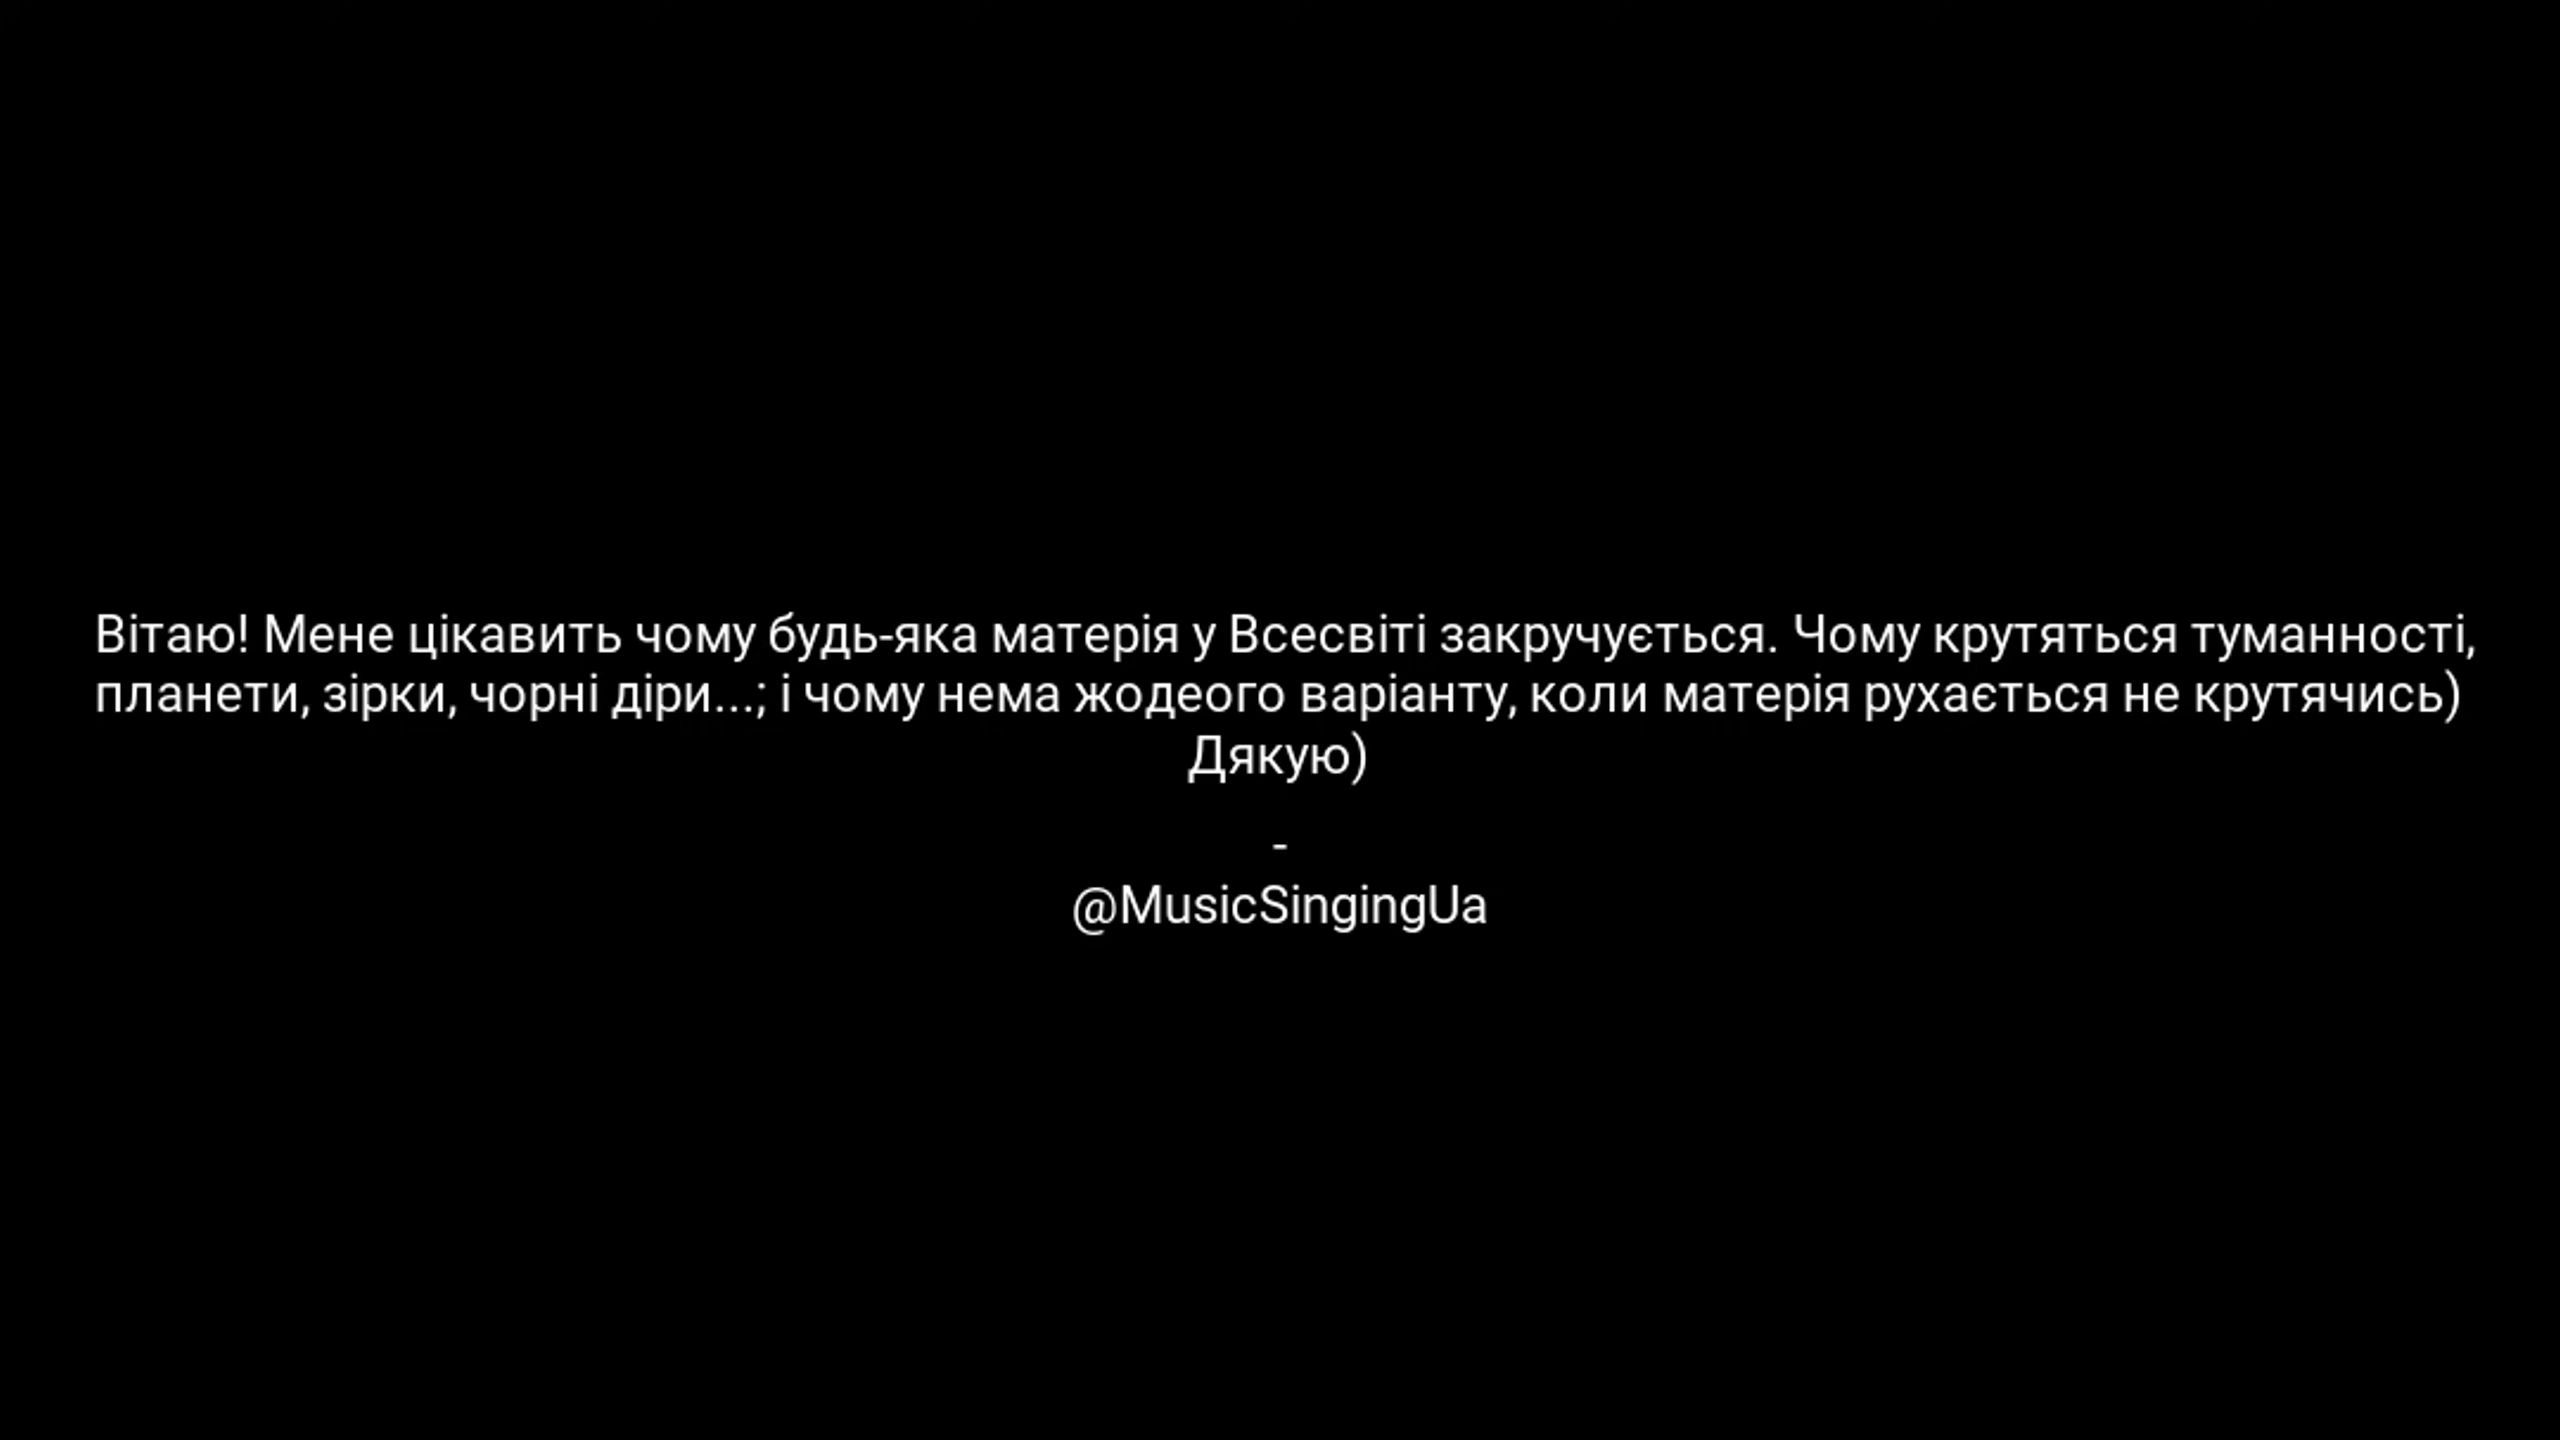 Вітаю! Мене цікавить чому будь-яка матерія у Всесвіті закручується. Чому крутяться туманності,
планети, зірки, чорні діри...; і чому нема жодеого варіанту, коли матерія рухається не крутячись)
Дякую)
-
@MusicSingingUa